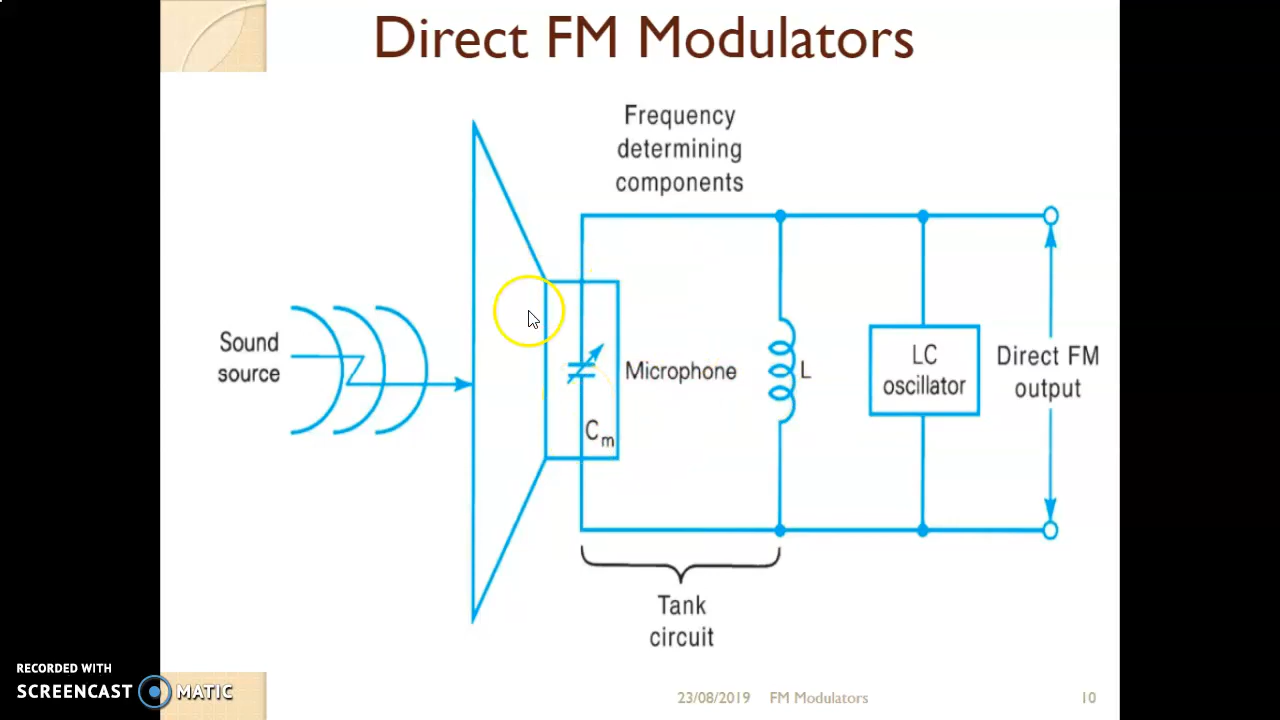 Direct FM Modulators
Frequency
determining
components
Sound
source
Microphone
C m
L
LC
oscillator
Direct FM
output
Tank
circuit
RECORDED WITH
SCREENCAST MATIC
23/08/2019 FM Modulators 10